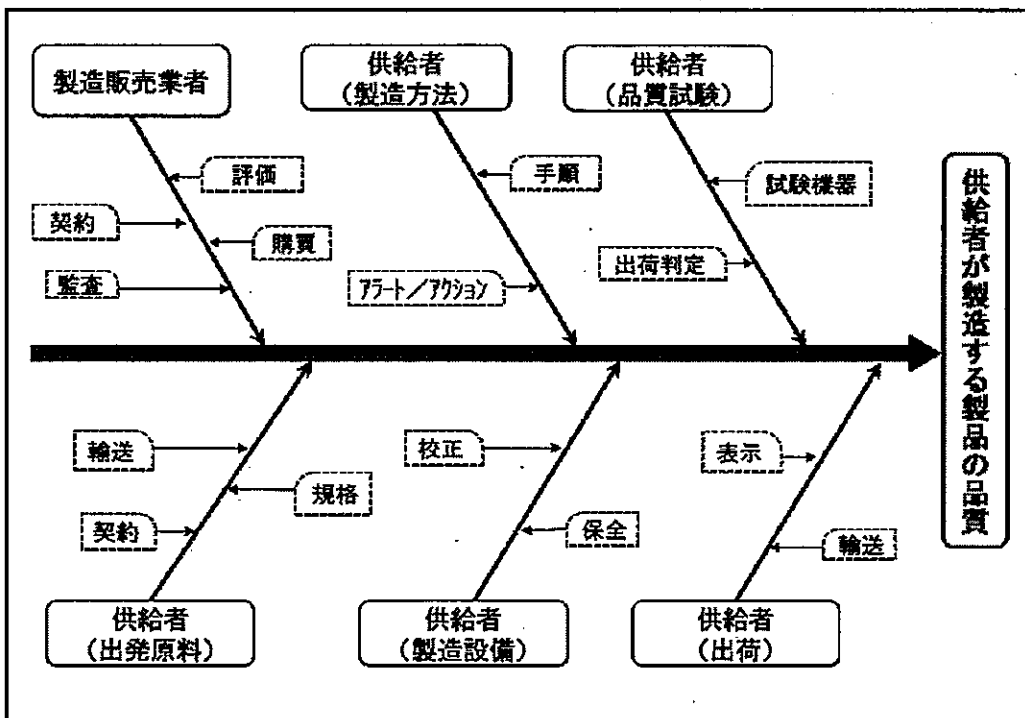 製造販売業者
供給者
（製造方法）
供給者
（品質試験）
評価
契約
購買
監査
手順
アラート／アクション
試験機器
出荷判定
供給者が製造する製品の品質
輸送
規格
契約
校正
保全
表示
輸送
供給者
（出発原料）
供給者
（製造設備）
供給者
（出荷）